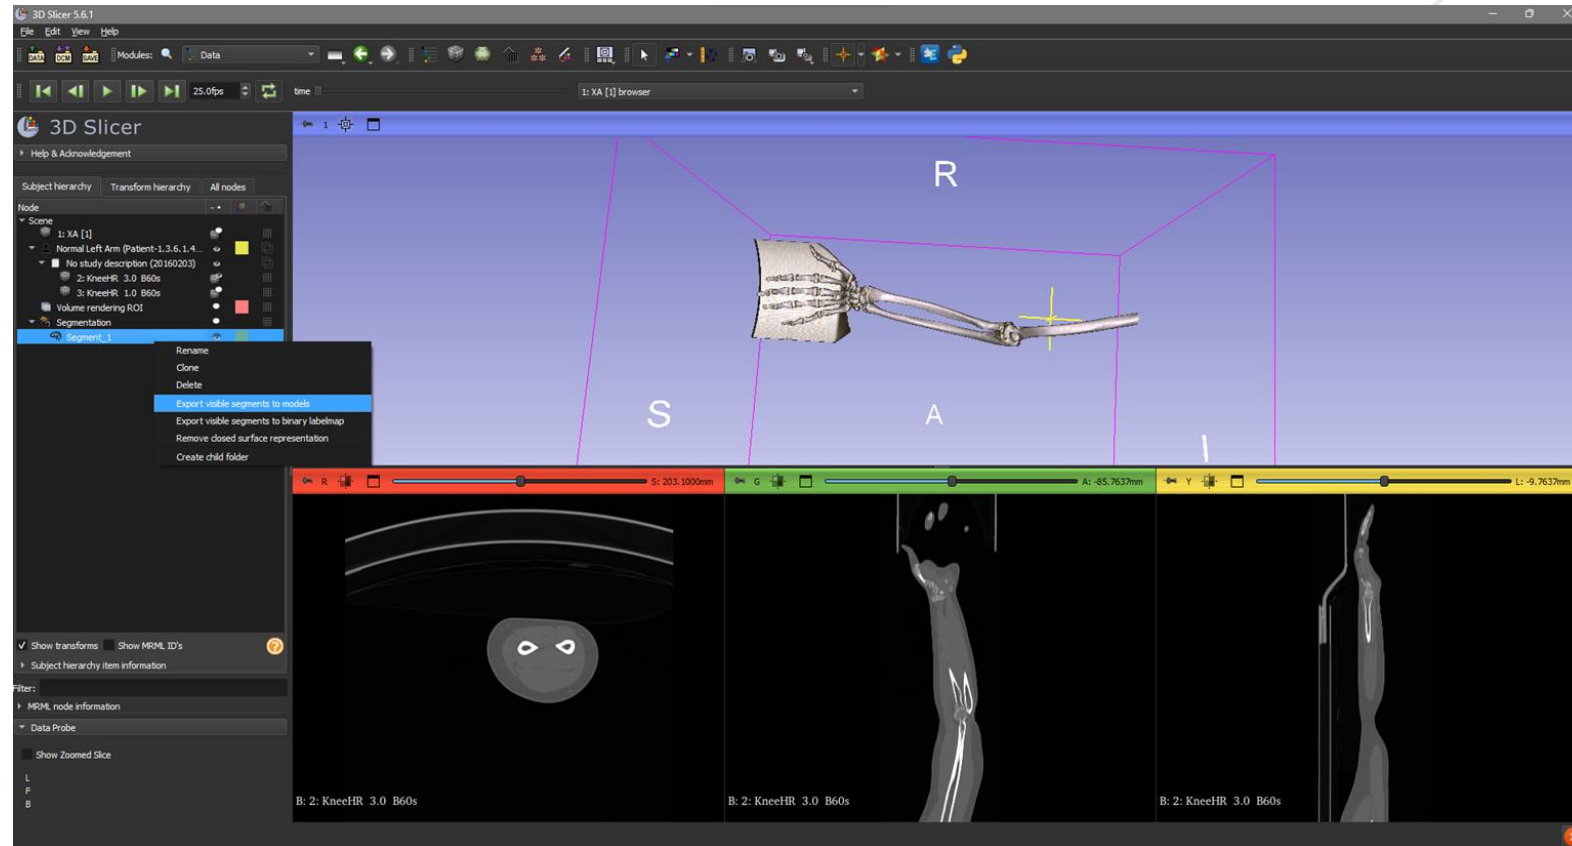 3D Slicer 5.6.1
File Edit View Help
DATA DCM SAVE Modules: Data
25.0fps time 1: XA [1] browser
3D Slicer
Help & Acknowledgement
Subject hierarchy Transform hierarchy All nodes
Node
Scene
1: XA [1]
Normal Left Arm (Patient-1.3.6.1.4...
No study description (20160203)
2: KneeHR 3.0 B60s
3: KneeHR 1.0 B60s
Volume rendering ROI
Segmentation
Segment_1
Rename
Clone
Delete
Export visible segments to models
Export visible segments to binary labelmap
Remove closed surface representation
Create child folder
Show transforms Show MRML ID's
Subject hierarchy item information
Filter:
MRML node information
Data Probe
Show Zoomed Slice
L
F
B
1
R
S
A
I
R S: 203.1000mm
G A: -85.7637mm
Y L: -9.7637mm
B: 2: KneeHR 3.0 B60s
B: 2: KneeHR 3.0 B60s
B: 2: KneeHR 3.0 B60s